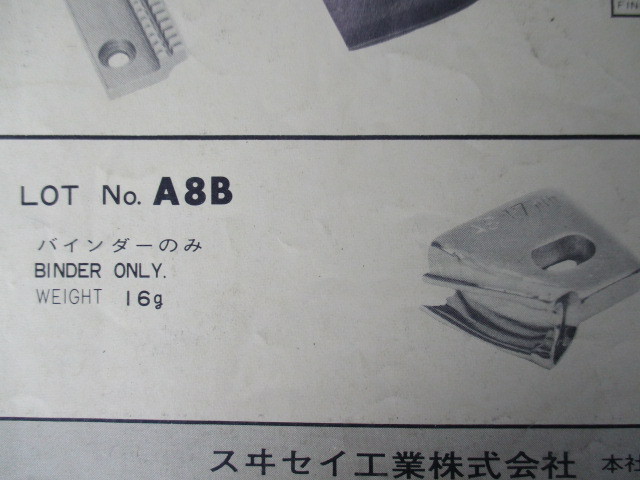 FIN
LOT No. A8B
バインダーのみ
BINDER ONLY.
WEIGHT 16g
スヰセイ工業株式会社 本社